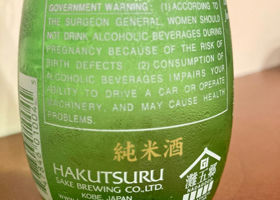 GOVERNMENT WARNING: (1) ACCORDING TO
THE SURGEON GENERAL, WOMEN SHOULD
NOT DRINK ALCOHOLIC BEVERAGES DURING
PREGNANCY BECAUSE OF THE RISK OF
BIRTH DEFECTS. (2) CONSUMPTION OF
ALCOHOLIC BEVERAGES IMPAIRS YOUR
ABILITY TO DRIVE A CAR OR OPERATE
MACHINERY, AND MAY CAUSE HEALTH
PROBLEMS.
純米酒
HAKUTSURU
SAKE BREWING CO., LTD.
KOBE, JAPAN
灘五郷